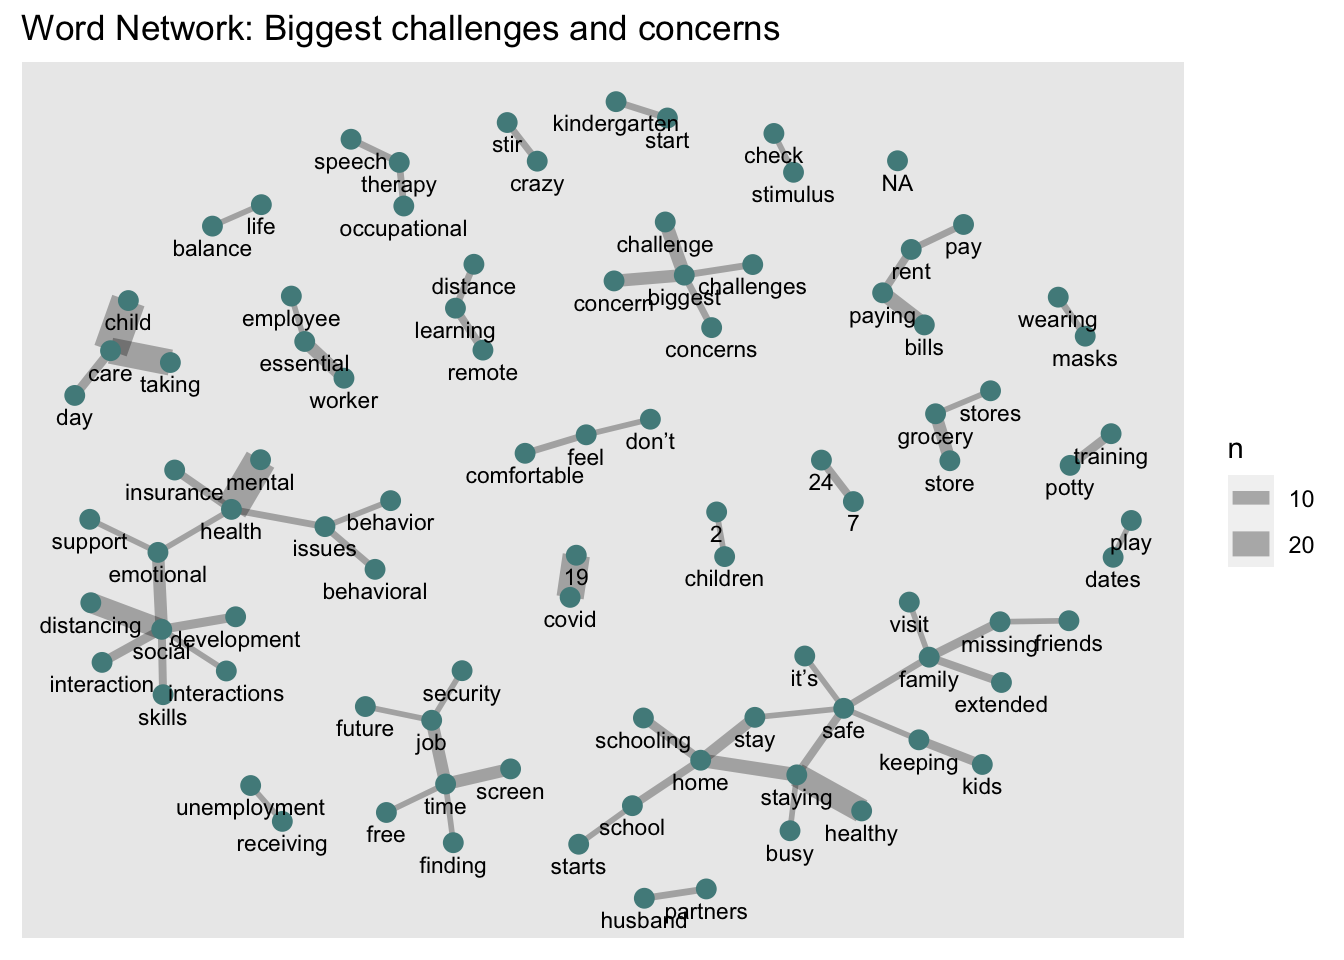 Word Network: Biggest challenges and concerns
kindergarten
start
stir
crazy
check
stimulus
NA
speech
therapy
occupational
life
balance
challenge
concern
biggest
challenges
concerns
pay
rent
paying
bills
distance
learning
remote
employee
essential
worker
child
care
taking
day
wearing
masks
stores
grocery
store
don't
feel
comfortable
training
potty
24
7
mental
insurance
health
behavior
issues
behavioral
support
emotional
2
children
play
dates
19
covid
distancing
development
social
interaction
interactions
skills
visit
missing
friends
family
extended
it's
safe
keeping
kids
security
future
job
time
screen
free
finding
schooling
stay
home
staying
healthy
busy
school
starts
unemployment
receiving
husband
partners
n
10
20